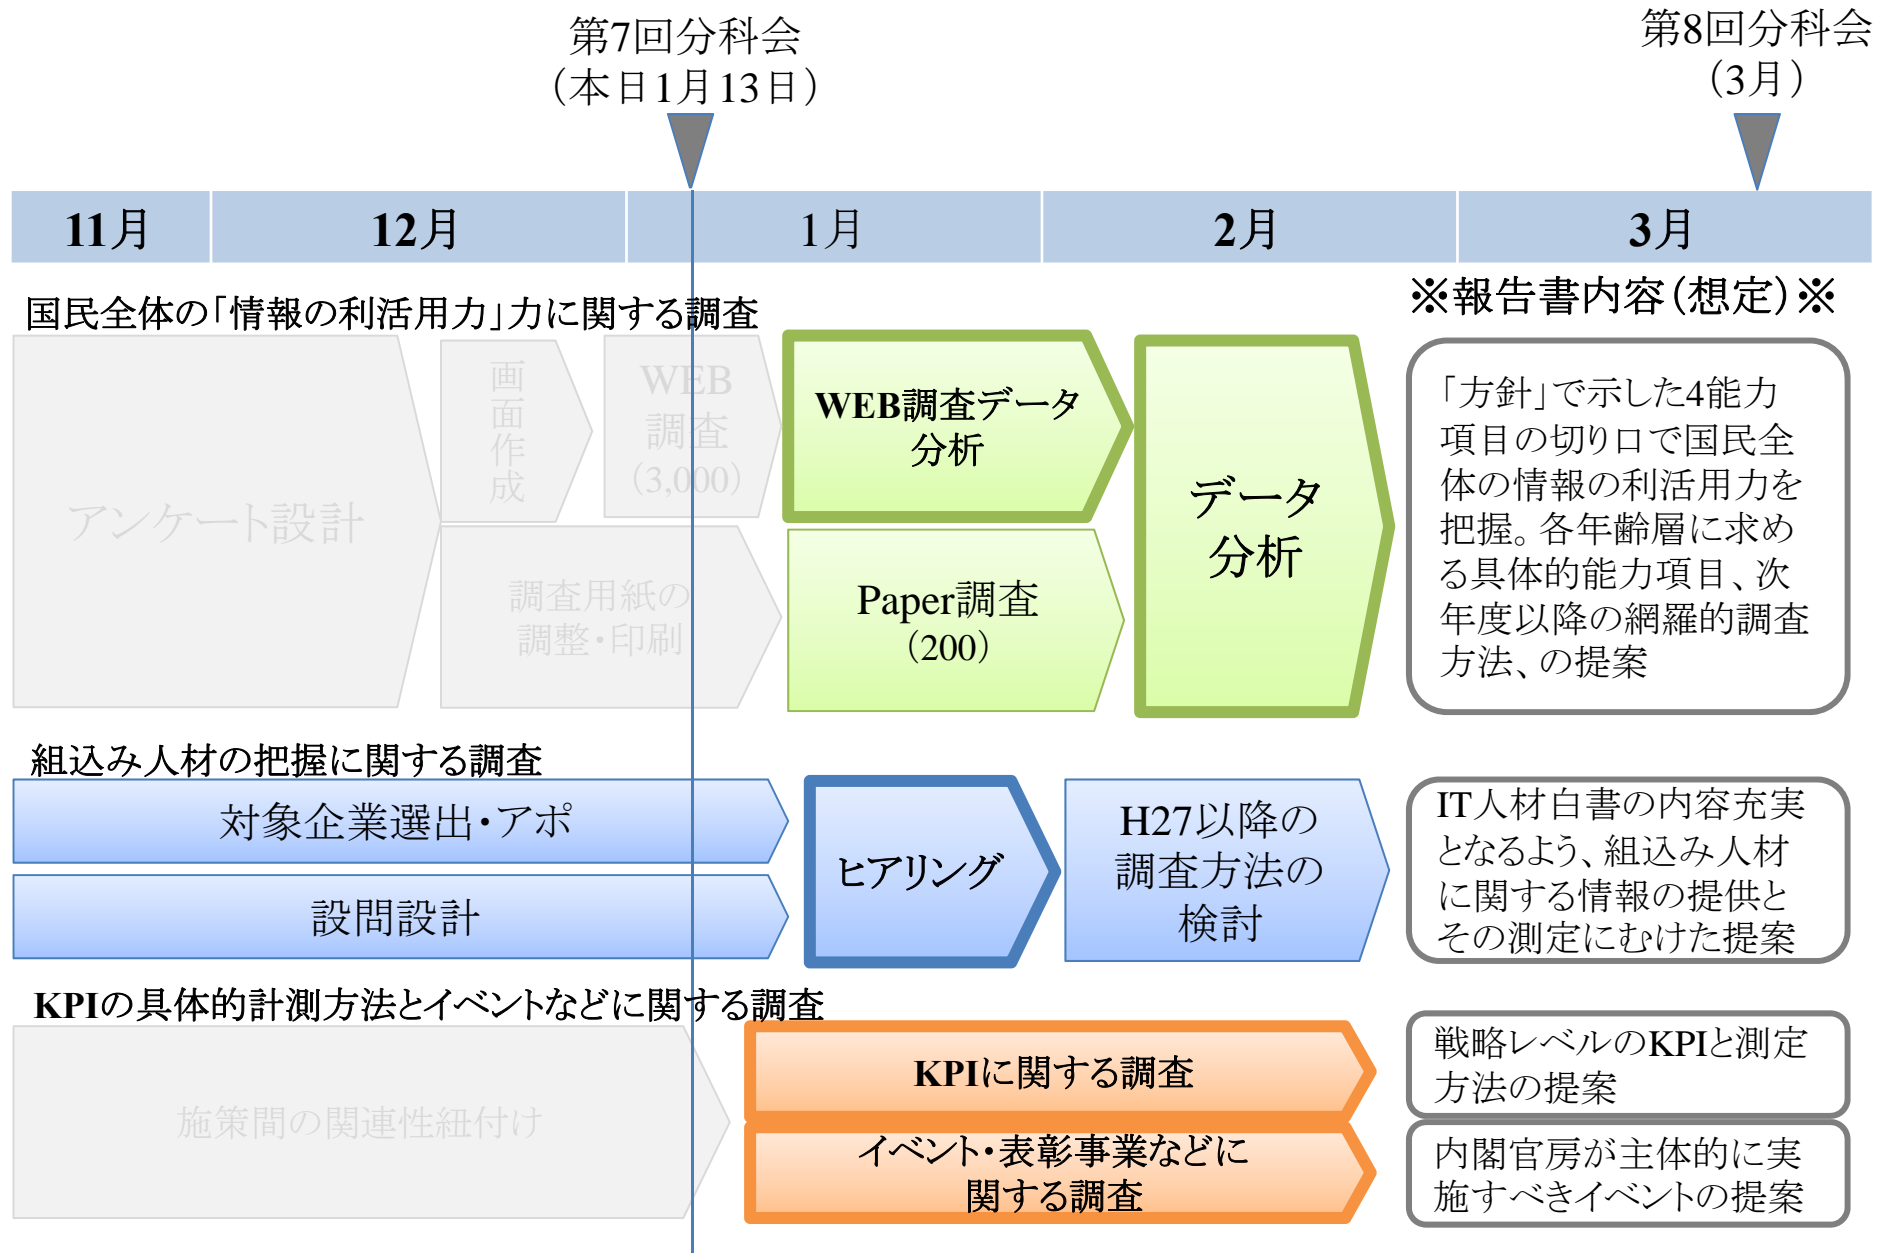 第7回分科会
（本日1月13日）
第8回分科会
（3月）
11月
12月
1月
2月
3月
国民全体の「情報の利活用力」力に関する調査
※報告書内容（想定）※
アンケート設計
画
面
作
成
WEB
調査
（3,000）
調査用紙の
調整・印刷
WEB調査データ
分析
Paper調査
（200）
データ
分析
「方針」で示した4能力
項目の切り口で国民全
体の情報の利活用力を
把握。各年齢層に求め
る具体的能力項目、次
年度以降の網羅的調査
方法、の提案
組込み人材の把握に関する調査
対象企業選出・アポ
設問設計
ヒアリング
H27以降の
調査方法の
検討
IT人材白書の内容充実
となるよう、組込み人材
に関する情報の提供と
その測定にむけた提案
KPIの具体的計測方法とイベントなどに関する調査
施策間の関連性紐付け
KPIに関する調査
イベント・表彰事業などに
関する調査
戦略レベルのKPIと測定
方法の提案
内閣官房が主体的に実
施すべきイベントの提案